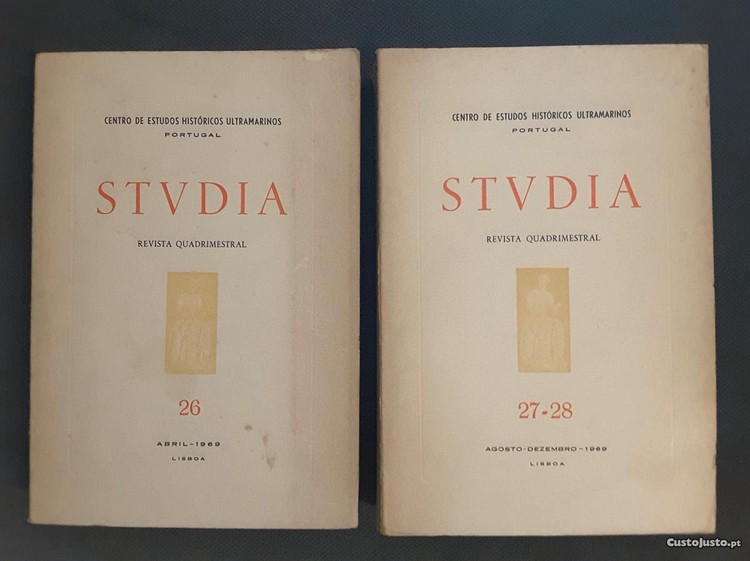 CENTRO DE ESTUDOS HISTÓRICOS ULTRAMARINOS
PORTUGAL
STVDIA
REVISTA QUADRIMESTRAL
26
ABRIL-1969
LISBOA
CENTRO DE ESTUDOS HISTÓRICOS ULTRAMARINOS
PORTUGAL
STVDIA
REVISTA QUADRIMESTRAL
27-28
AGOSTO-DEZEMBRO-1969
LISBOA
CustoJusto.pt